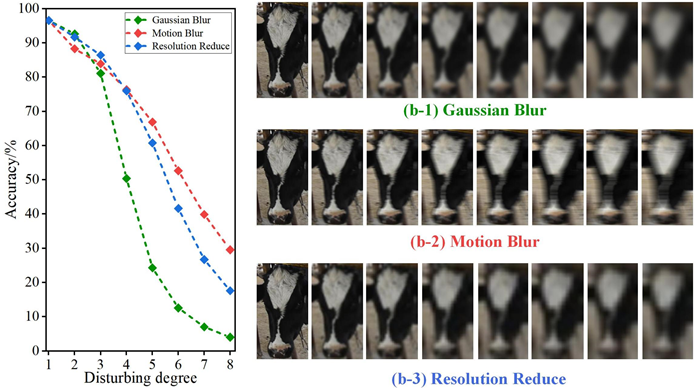 100
90
80
70
60
50
40
30
20
10
0
Accuracy/%
Gaussian Blur
Motion Blur
Resolution Reduce
1 2 3 4 5 6 7 8
Disturbing degree
(b-1) Gaussian Blur
(b-2) Motion Blur
(b-3) Resolution Reduce